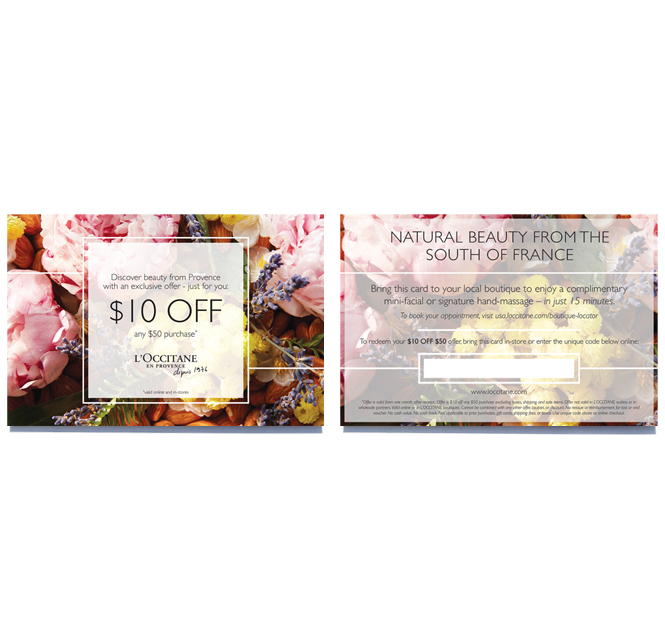 Discover beauty from Provence
with an exclusive offer - just for you:
$10 OFF
any $50 purchase*
L'OCCITANE
EN PROVENCE
depuis 1976
*valid online and in-stores
NATURAL BEAUTY FROM THE
SOUTH OF FRANCE
Bring this card to your local boutique to enjoy a complimentary
mini-facial or signature hand-massage – in just 15 minutes.
To book your appointment, visit usa.loccitane.com/boutique-locator
To redeem your $10 OFF $50 offer, bring this card in-store or enter the unique code below online:
www.loccitane.com